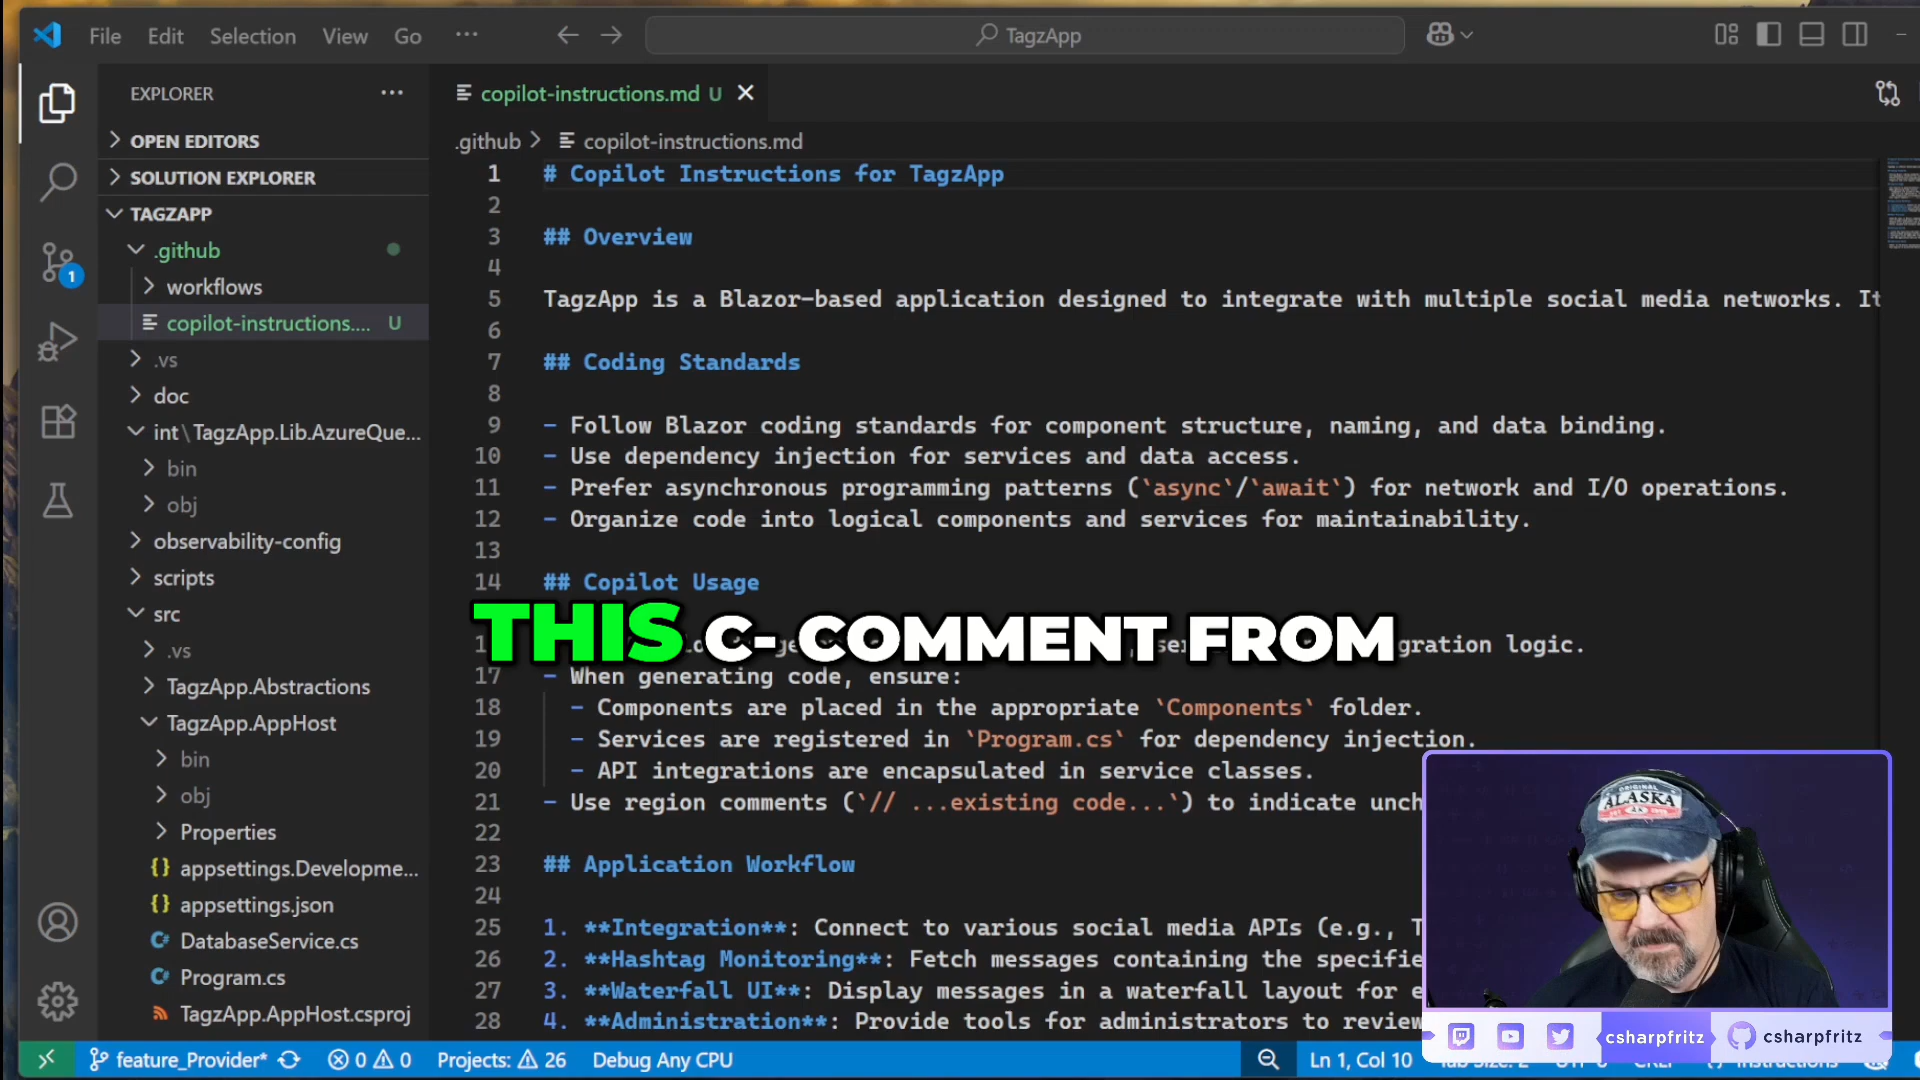 File Edit Selection View Go ... TagzApp
EXPLORER ...
OPEN EDITORS
SOLUTION EXPLORER
TAGZAPP
.github
workflows
copilot-instructions.... U
.vs
doc
int\TagzApp.Lib.AzureQue...
bin
obj
observability-config
scripts
src
.vs
TagzApp.Abstractions
TagzApp.AppHost
bin
obj
Properties
{} appsettings.Developme...
{} appsettings.json
DatabaseService.cs
Program.cs
TagzApp.AppHost.csproj
1
copilot-instructions.md U
.github > copilot-instructions.md
1 # Copilot Instructions for TagzApp
2
3 ## Overview
4
5 TagzApp is a Blazor-based application designed to integrate with multiple social media networks. It
6
7 ## Coding Standards
8
9 - Follow Blazor coding standards for component structure, naming, and data binding.
10 - Use dependency injection for services and data access.
11 - Prefer asynchronous programming patterns (`async`/`await`) for network and I/O operations.
12 - Organize code into logical components and services for maintainability.
13
14 ## Copilot Usage
THIS C- COMMENT FROM
gration logic.
17 - When generating code, ensure:
18 - Components are placed in the appropriate `Components` folder.
19 - Services are registered in `Program.cs` for dependency injection.
20 - API integrations are encapsulated in service classes.
21 - Use region comments (`// ...existing code...`) to indicate unch
22
23 ## Application Workflow
24
25 1. **Integration**: Connect to various social media APIs (e.g., T
26 2. **Hashtag Monitoring**: Fetch messages containing the specifie
27 3. **Waterfall UI**: Display messages in a waterfall layout for e
28 4. **Administration**: Provide tools for administrators to review
ORIGINAL
ALASKA
csharpfritz csharpfritz
feature_Provider* 0 0 Projects: 26 Debug Any CPU Ln 1, Col 10